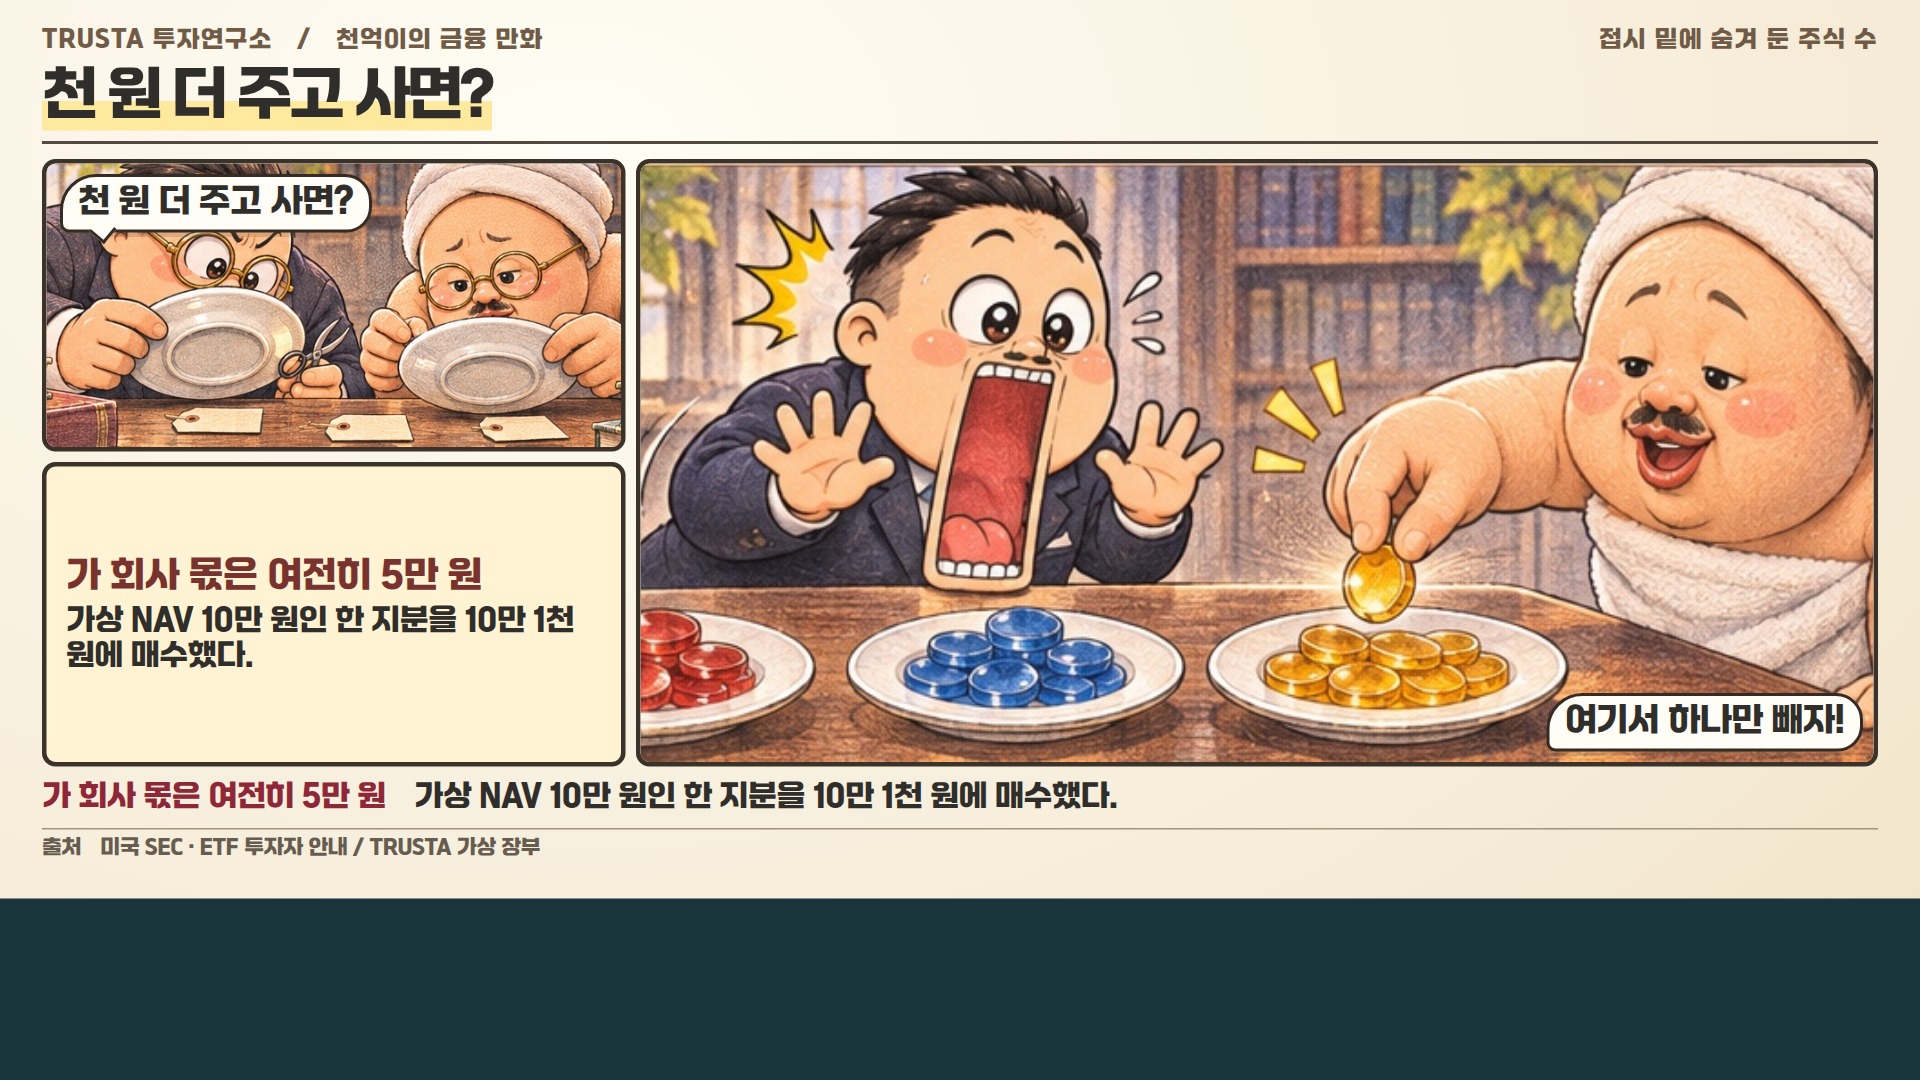 TRUSTA 투자연구소 / 천억이의 금융 만화
접시 밑에 숨겨 둔 주식 수
천 원 더 주고 사면?
천 원 더 주고 사면?
가 회사 몫은 여전히 5만 원
가상 NAV 10만 원인 한 지분을 10만 1천
원에 매수했다.
여기서 하나만 빼자!
가 회사 몫은 여전히 5만 원 가상 NAV 10만 원인 한 지분을 10만 1천 원에 매수했다.
출처 미국 SEC · ETF 투자자 안내 / TRUSTA 가상 장부